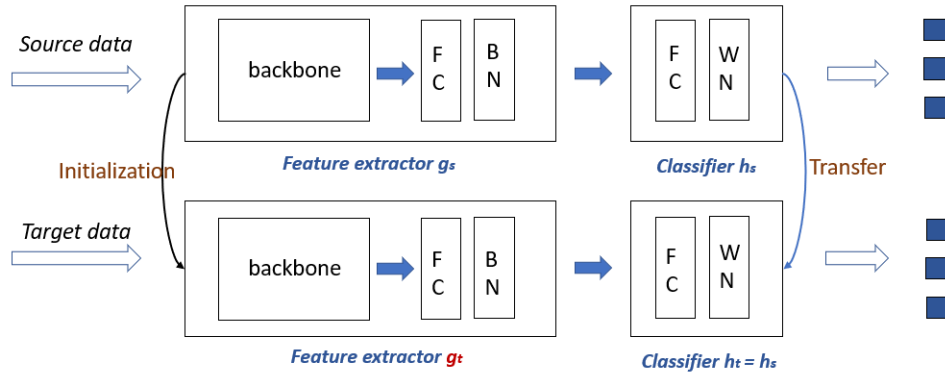 Source data
backbone
F
C
B
N
F
C
W
N
Feature extractor gs
Classifier hs
Initialization
Transfer
Target data
backbone
F
C
B
N
F
C
W
N
Feature extractor gt
Classifier ht = hs